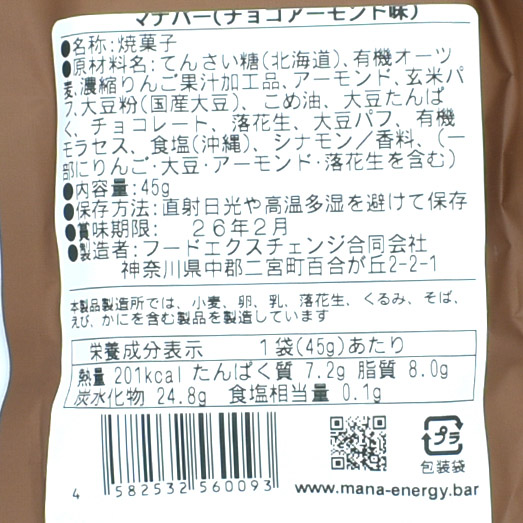 マナバー(チョコアーモンド味)
●名称:焼菓子
●原材料名:てんさい糖(北海道)、有機オーツ
麦、濃縮りんご果汁加工品、アーモンド、玄米パ
フ、大豆粉(国産大豆)、こめ油、大豆たんぱ
く、チョコレート、落花生、大豆パフ、有機
モラセス、食塩(沖縄)、シナモン/香料、(一
部にりんご・大豆・アーモンド・落花生を含む)
●内容量:45g
●保存方法:直射日光や高温多湿を避けて保存
●賞味期限: 26年2月
●製造者:フードエクスチェンジ合同会社
神奈川県中郡二宮町百合が丘2-2-1
本製品製造所では、小麦、卵、乳、落花生、くるみ、そば、
えび、かにを含む製品を製造しています
栄養成分表示 1袋(45g)あたり
熱量 201kcal たんぱく質 7.2g 脂質 8.0g
炭水化物 24.8g 食塩相当量 0.1g
プラ
包装袋
4 582532 560093
www.mana-energy.bar